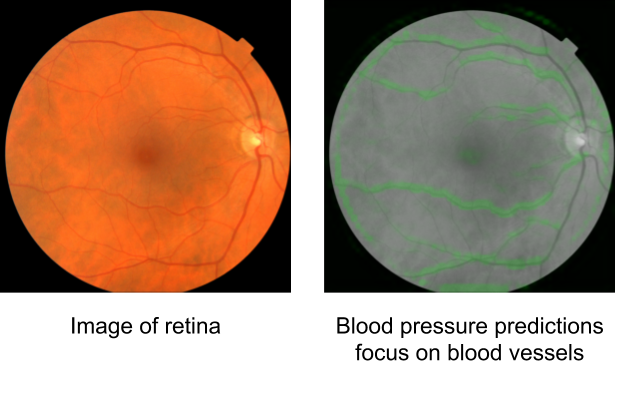 Image of retina
Blood pressure predictions
focus on blood vessels